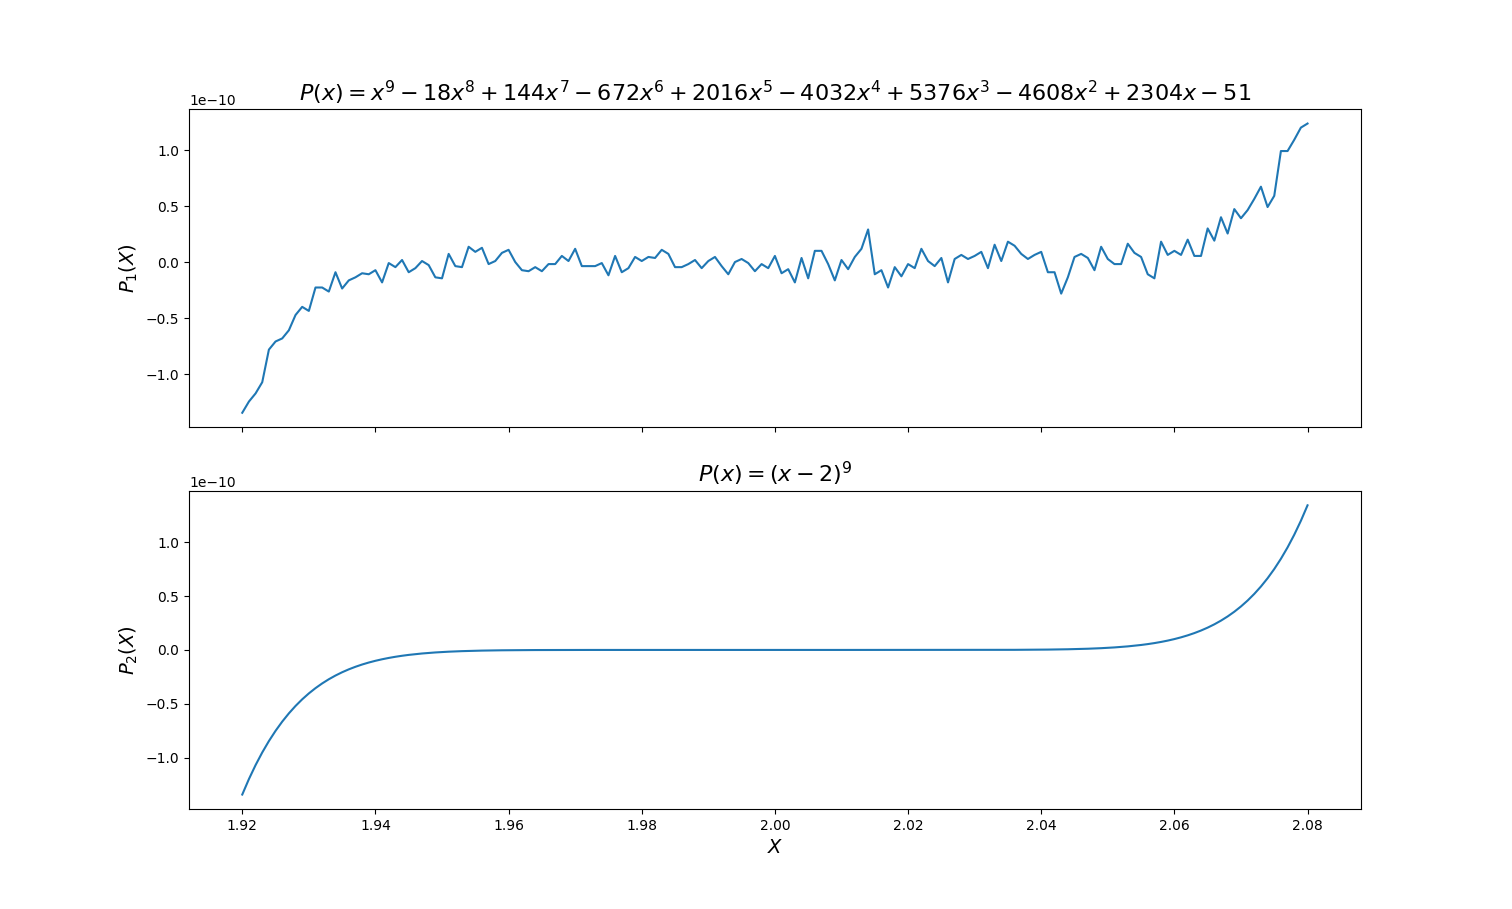 P(x) = x⁹ − 18x⁸ + 144x⁷ − 672x⁶ + 2016x⁵ − 4032x⁴ + 5376x³ − 4608x² + 2304x − 51
1e−10
1.0
0.5
0.0
−0.5
−1.0
P₁(X)
P(x) = (x − 2)⁹
1e−10
1.0
0.5
0.0
−0.5
−1.0
P₂(X)
1.92 1.94 1.96 1.98 2.00 2.02 2.04 2.06 2.08
X